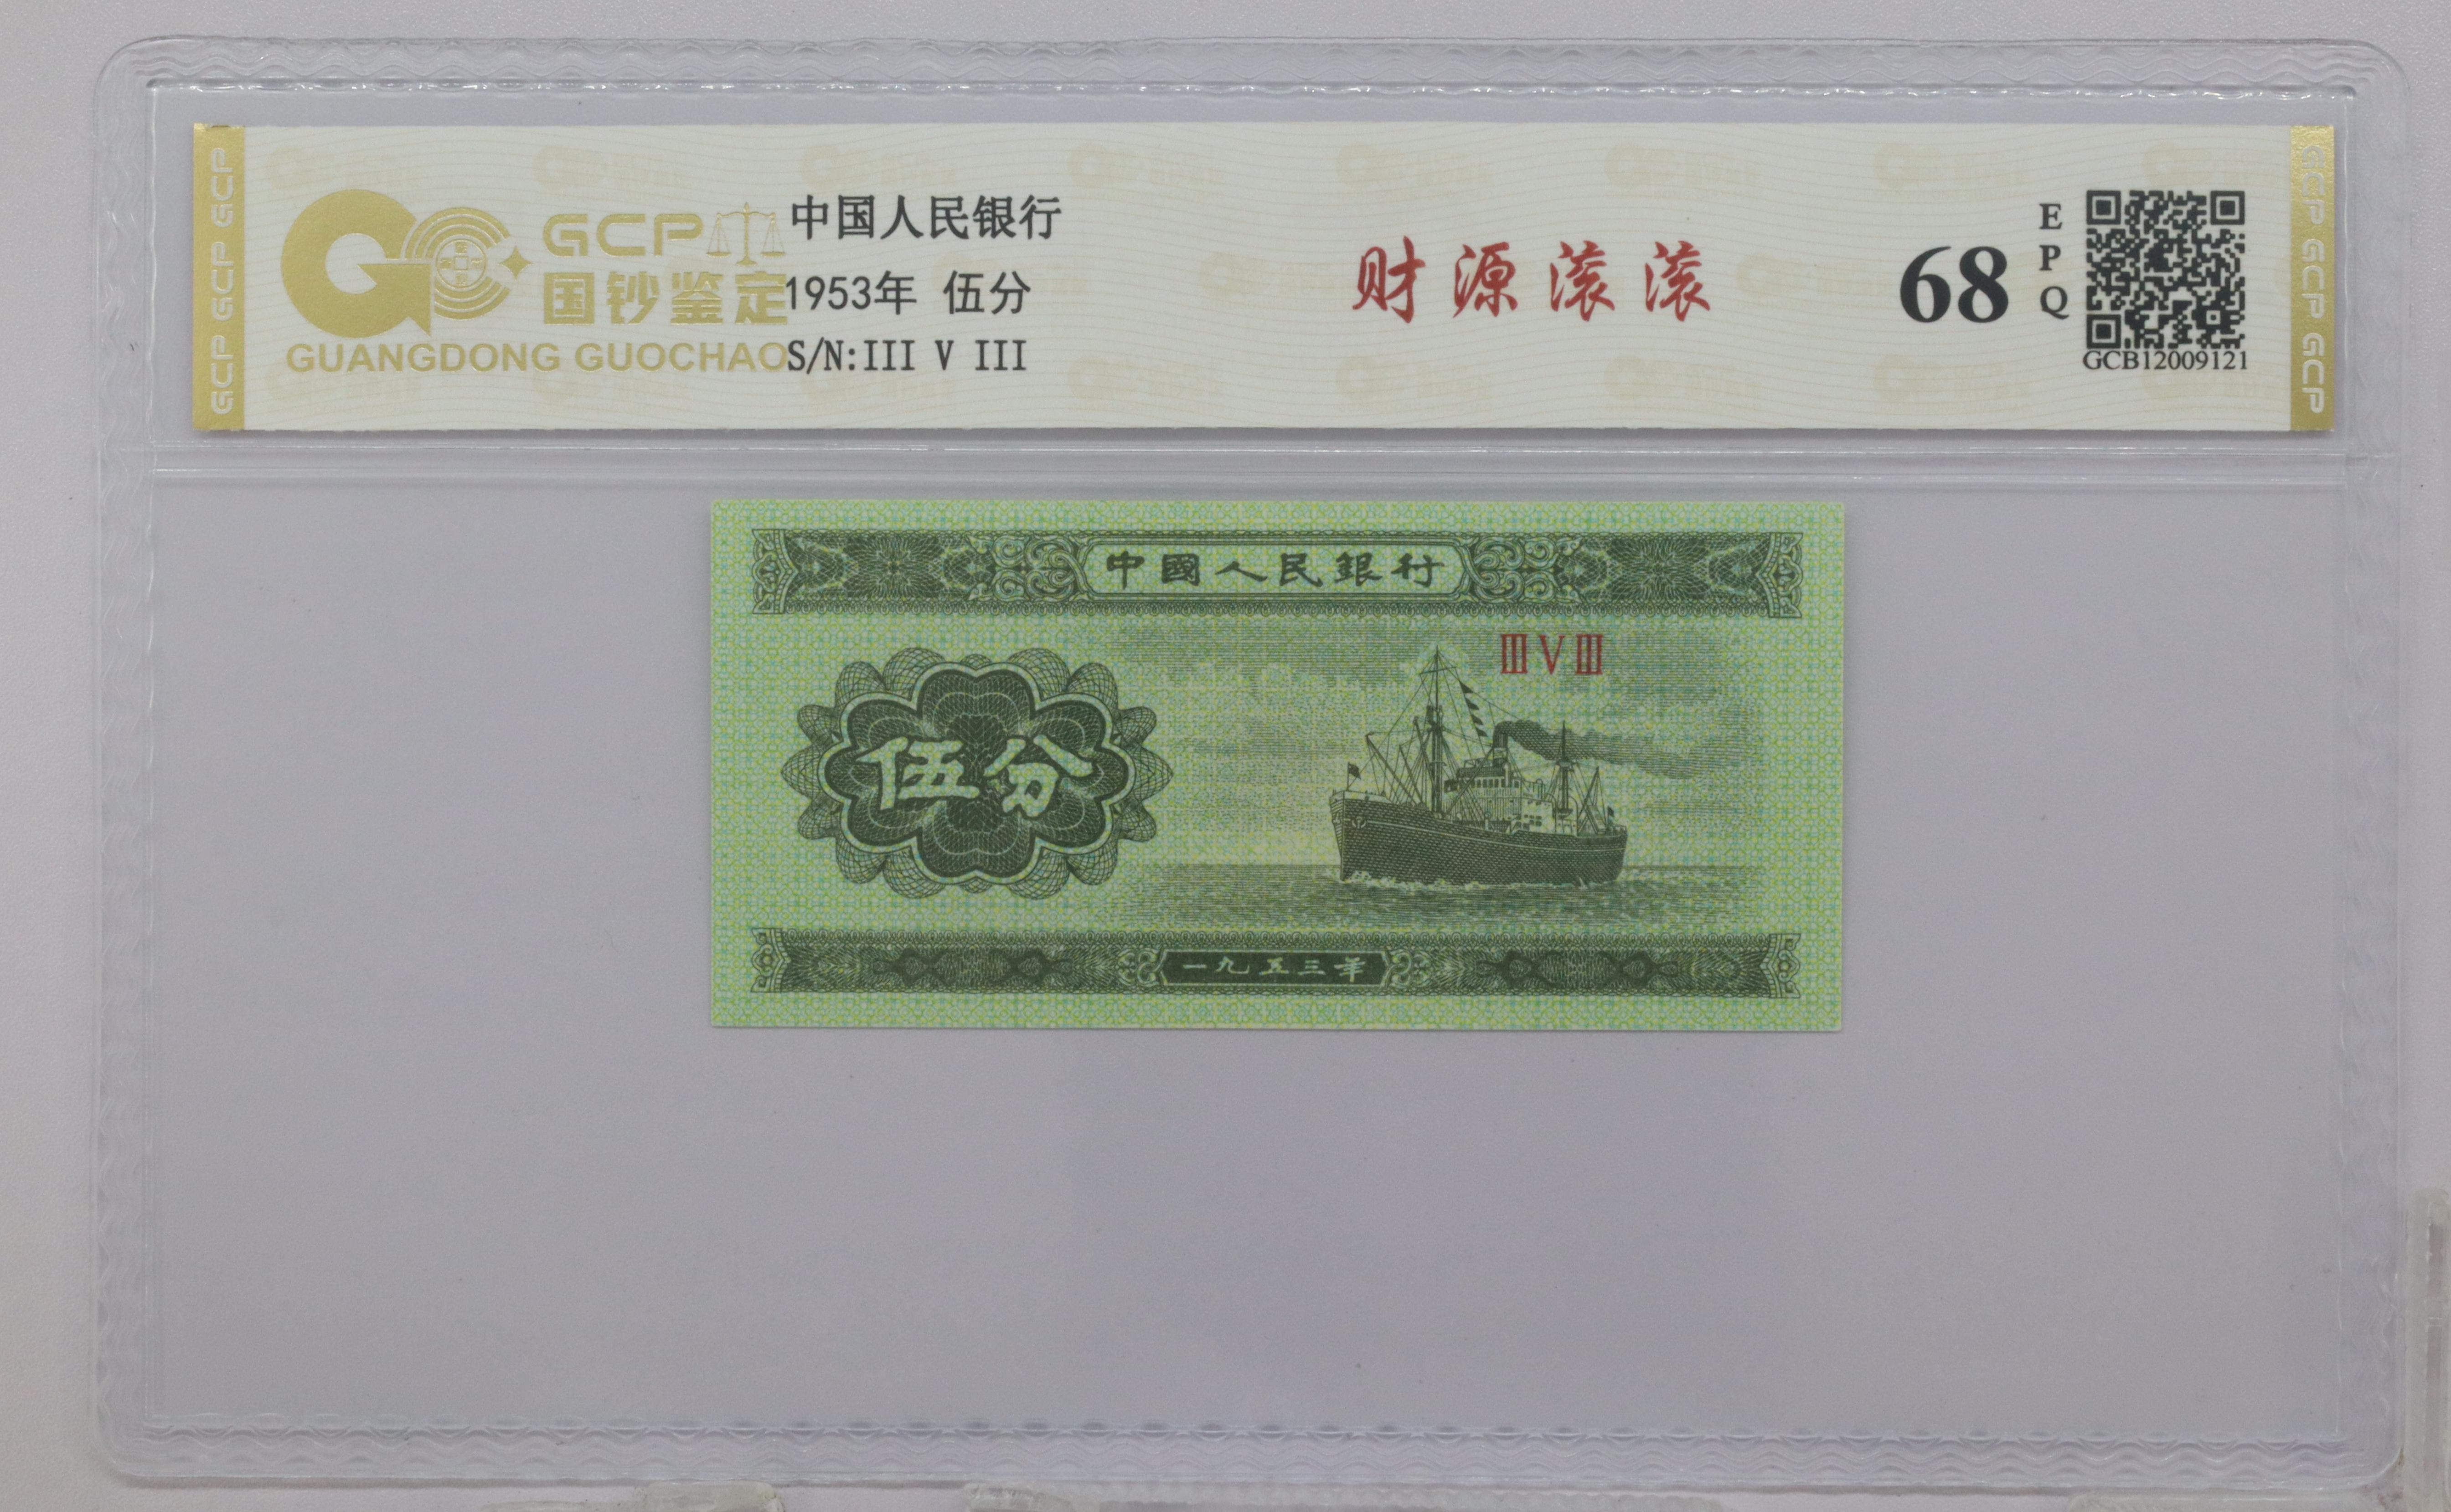 GCP GCP GCP
GCP
国钞鉴定
GUANGDONG GUOCHAO
中国人民银行
1953年 伍分
S/N:III V III
财源滚滚
68
EPQ
GCB12009121
GCP GCP GCP
中國人民銀行
ⅢⅤⅢ
伍分
一九五三年